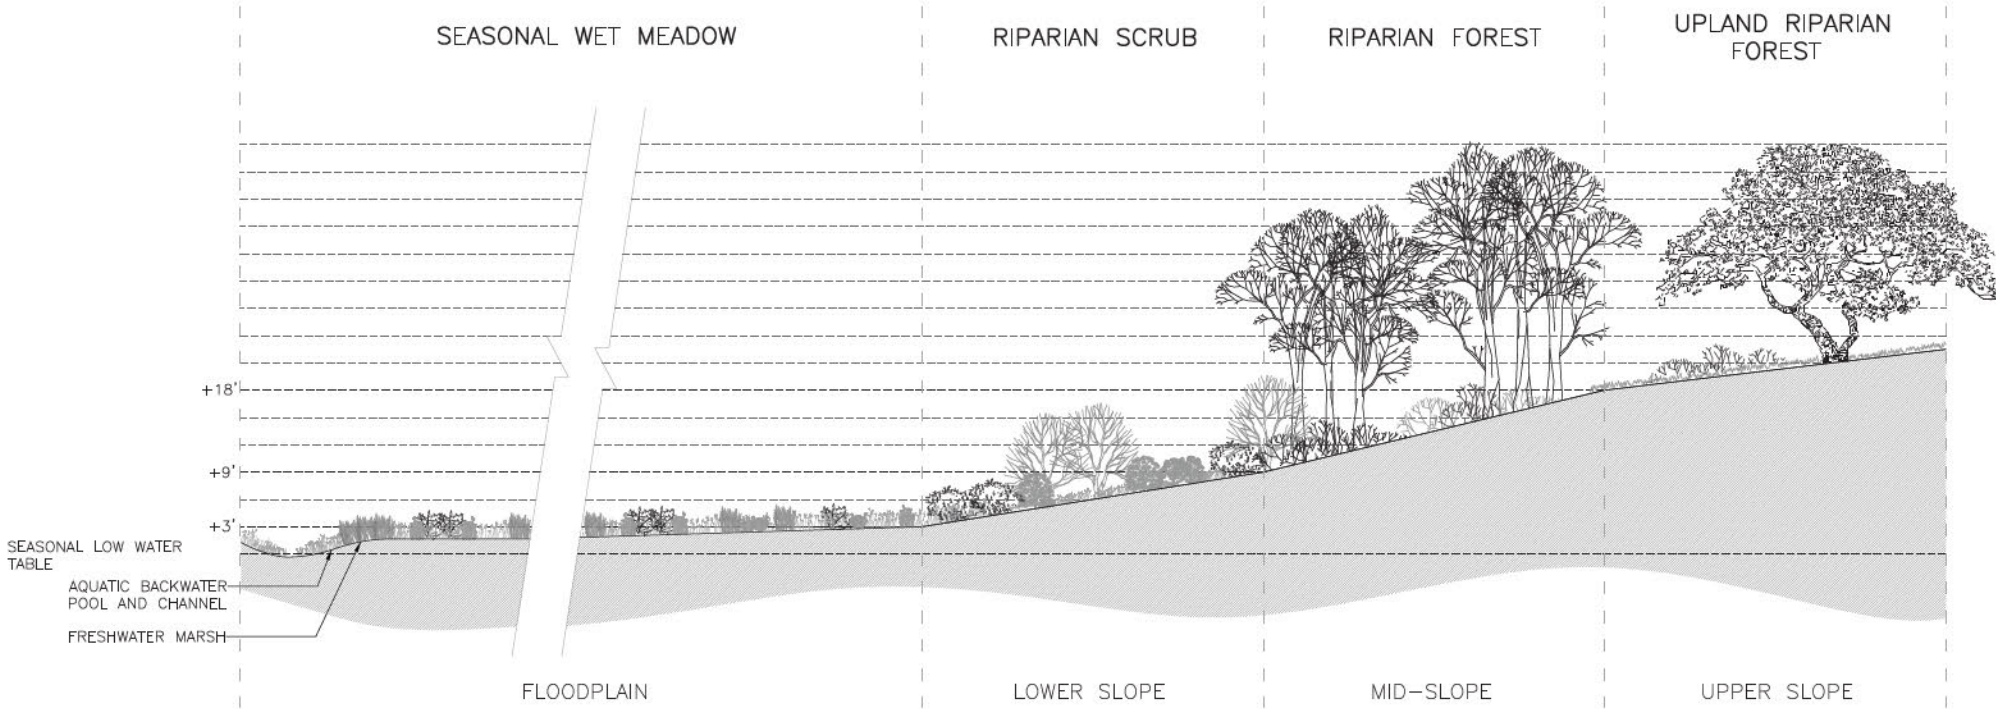 SEASONAL WET MEADOW
RIPARIAN SCRUB
RIPARIAN FOREST
UPLAND RIPARIAN
FOREST
+18'
+9'
+3'
SEASONAL LOW WATER
TABLE
AQUATIC BACKWATER
POOL AND CHANNEL
FRESHWATER MARSH
FLOODPLAIN
LOWER SLOPE
MID-SLOPE
UPPER SLOPE